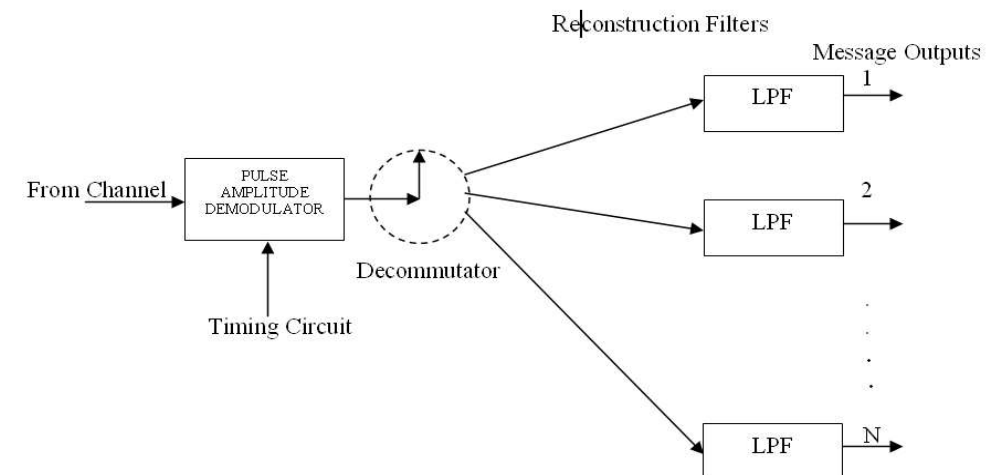 Reconstruction Filters
Message Outputs
LPF
1
From Channel
PULSE
AMPLITUDE
DEMODULATOR
LPF
2
Decommutator
Timing Circuit
LPF
N